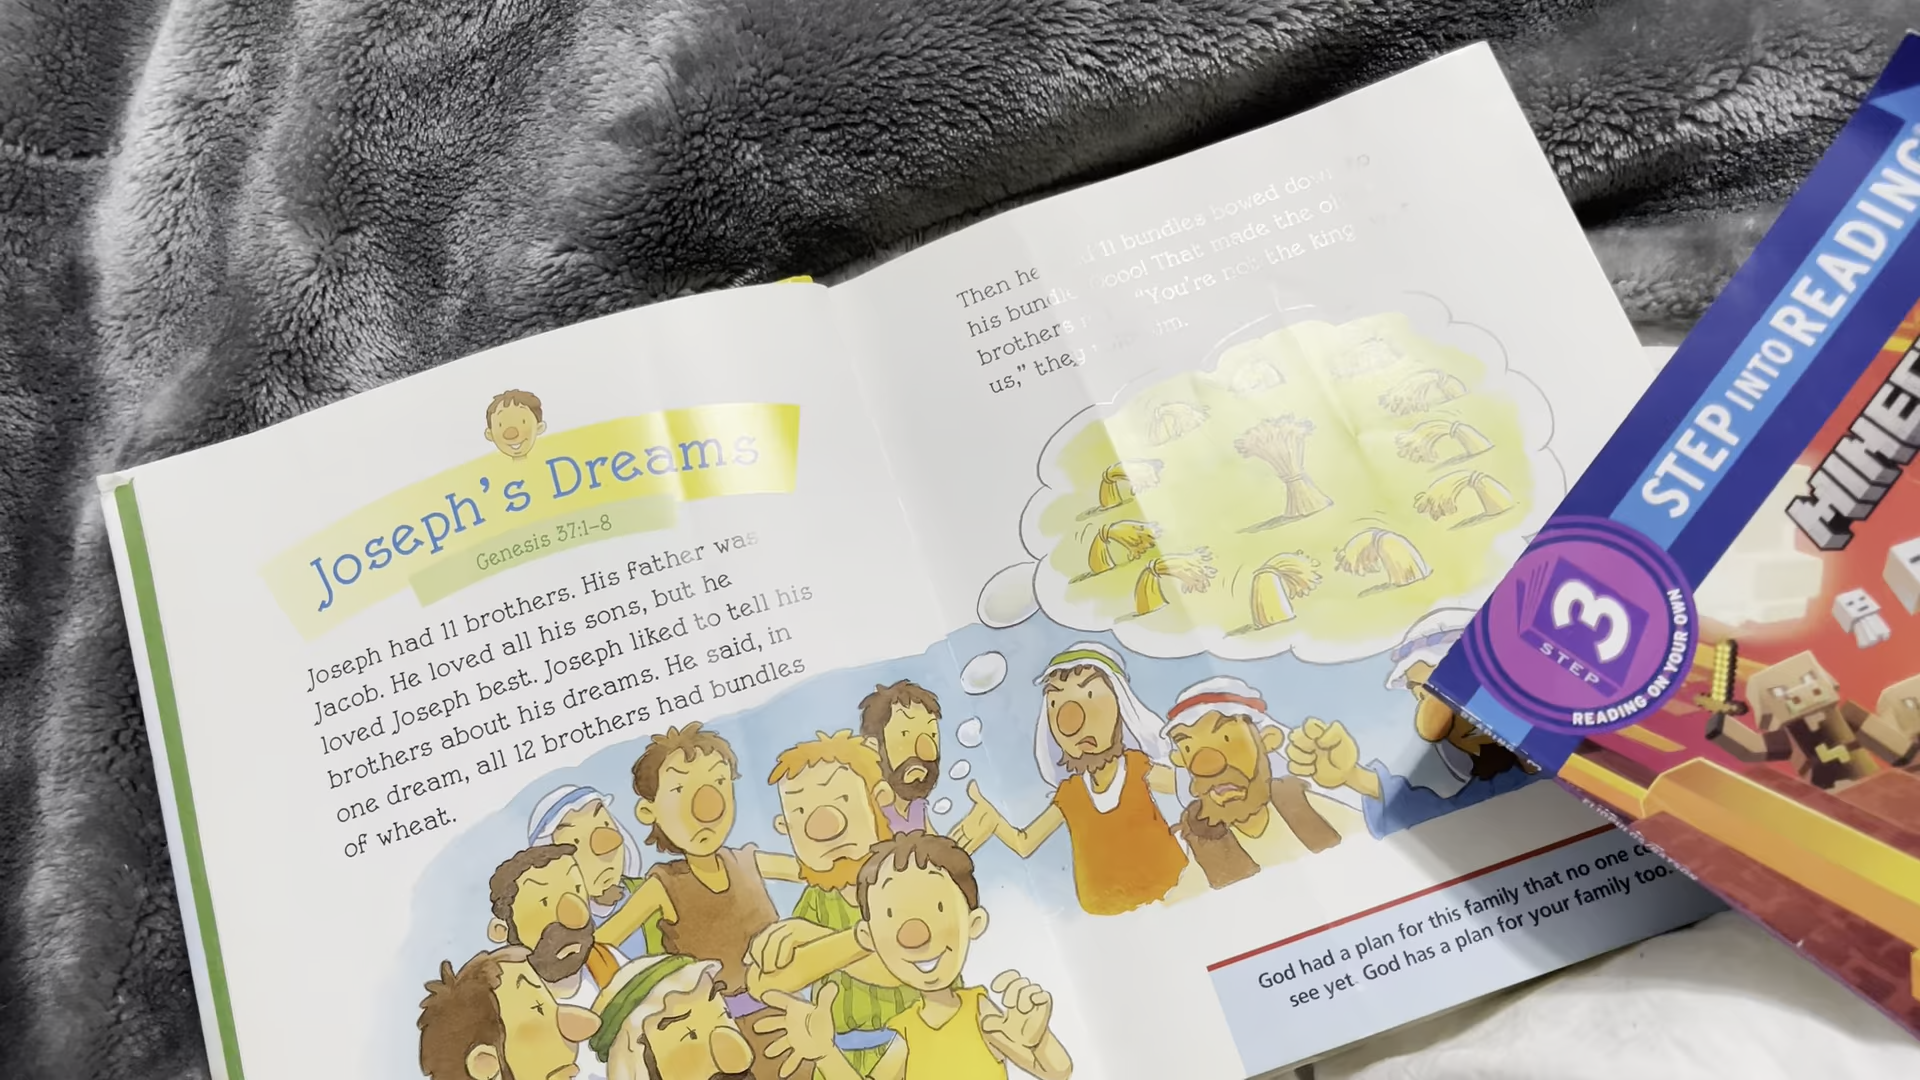 Joseph's Dreams
Genesis 37:1–8
Joseph had 11 brothers. His father was
Jacob. He loved all his sons, but he
loved Joseph best. Joseph liked to tell his
brothers about his dreams. He said, in
one dream, all 12 brothers had bundles
of wheat.
Then he 11 bundles bowed down to
his bundle. Oooo! That made the
brothers "You're not the king
us," they
God had a plan for this family that no one
see yet. God has a plan for your family too.
STEP INTO READING
3
STEP
READING ON YOUR OWN